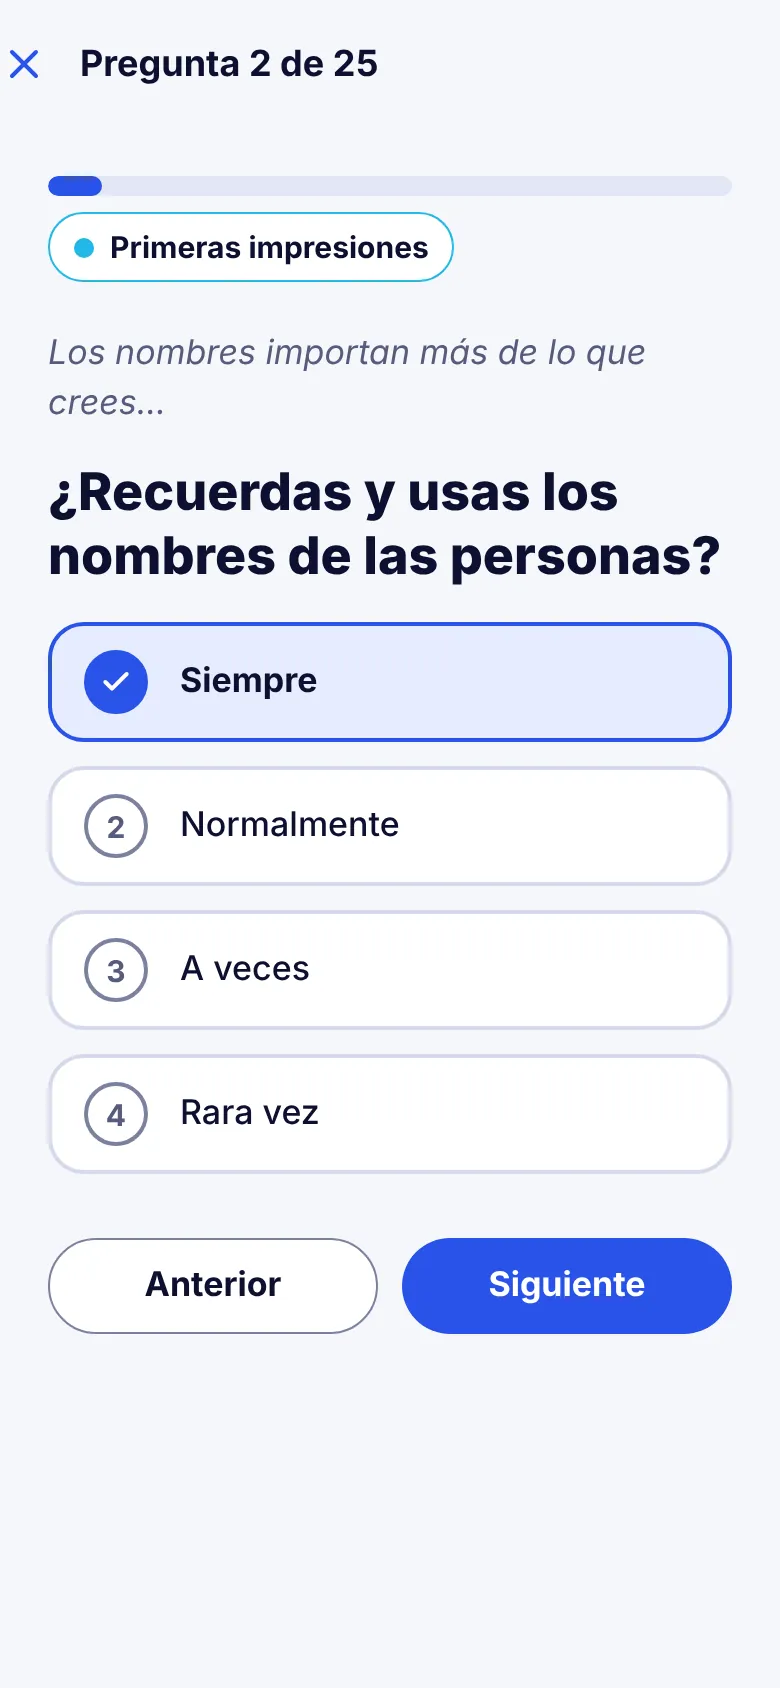 Pregunta 2 de 25
Primeras impresiones
Los nombres importan más de lo que
crees...
¿Recuerdas y usas los
nombres de las personas?
Siempre
2 Normalmente
3 A veces
4 Rara vez
Anterior
Siguiente